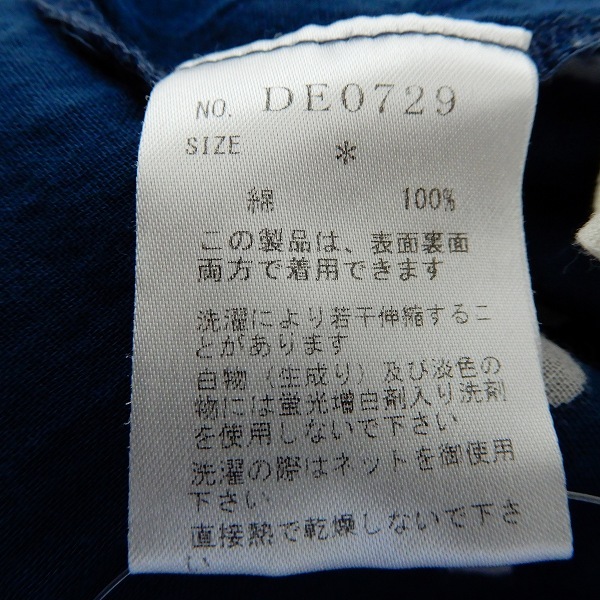 NO. DE0729
SIZE *
綿 100%
この製品は、表面裏面
両方で着用できます
洗濯により若干伸縮するこ
とがあります
白物（生成り）及び淡色の
物には蛍光増白剤入り洗剤
を使用しないで下さい
洗濯の際はネットを御使用
下さい
直接熱で乾燥しないで下さ
い